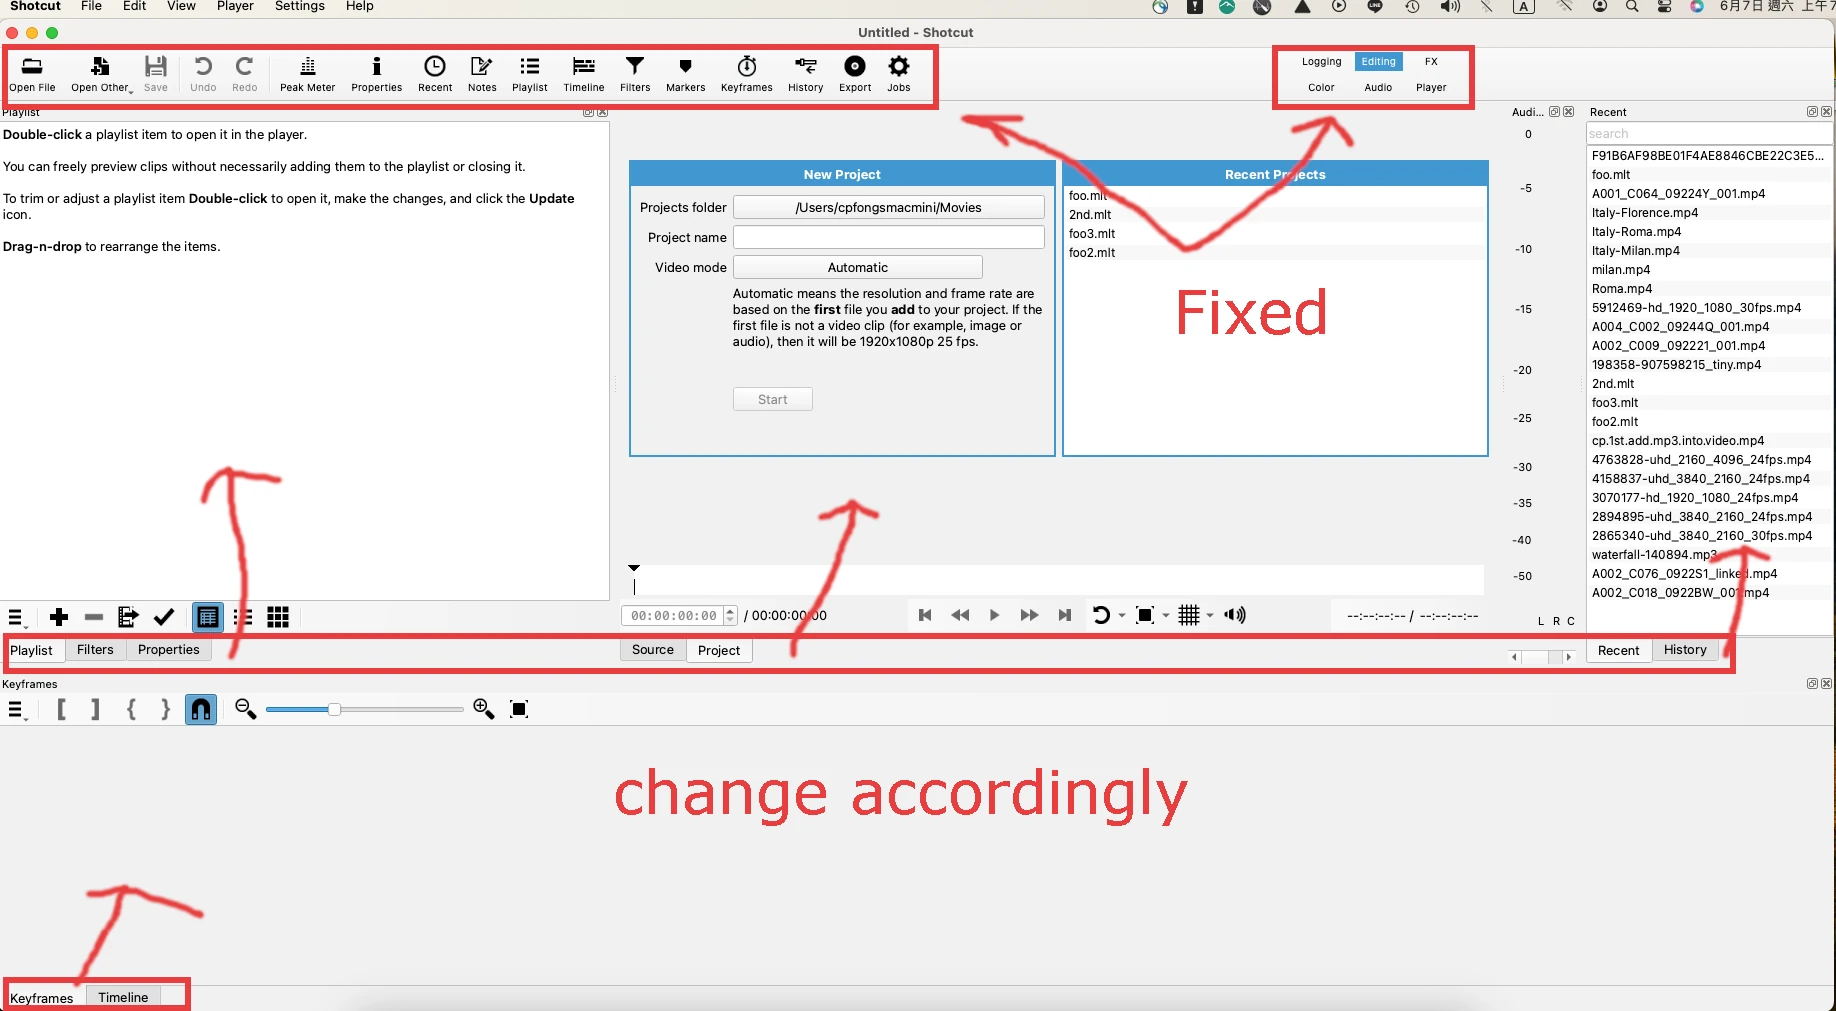 Shotcut File Edit View Player Settings Help
A 6月7日 週六 上午7
Untitled - Shotcut
Open File Open Other Save Undo Redo Peak Meter Properties Recent Notes Playlist Timeline Filters Markers Keyframes History Export Jobs
Logging Editing FX
Color Audio Player
Playlist
Double-click a playlist item to open it in the player.
You can freely preview clips without necessarily adding them to the playlist or closing it.
To trim or adjust a playlist item Double-click to open it, make the changes, and click the Update
icon.
Drag-n-drop to rearrange the items.
New Project
Projects folder /Users/cpfongsmacmini/Movies
Project name
Video mode Automatic
Automatic means the resolution and frame rate are
based on the first file you add to your project. If the
first file is not a video clip (for example, image or
audio), then it will be 1920x1080p 25 fps.
Start
Recent Projects
foo.mlt
2nd.mlt
foo3.mlt
foo2.mlt
Fixed
Audi...
0
-5
-10
-15
-20
-25
-30
-35
-40
-50
L R C
Recent
search
F91B6AF98BE01F4AE8846CBE22C3E5...
foo.mlt
A001_C064_09224Y_001.mp4
Italy-Florence.mp4
Italy-Roma.mp4
Italy-Milan.mp4
milan.mp4
Roma.mp4
5912469-hd_1920_1080_30fps.mp4
A004_C002_09244Q_001.mp4
A002_C009_092221_001.mp4
198358-907598215_tiny.mp4
2nd.mlt
foo3.mlt
foo2.mlt
cp.1st.add.mp3.into.video.mp4
4763828-uhd_2160_4096_24fps.mp4
4158837-uhd_3840_2160_24fps.mp4
3070177-hd_1920_1080_24fps.mp4
2894895-uhd_3840_2160_24fps.mp4
2865340-uhd_3840_2160_30fps.mp4
waterfall-140894.mp3
A002_C076_0922S1_linked.mp4
A002_C018_0922BW_001.mp4
00:00:00:00 / 00:00:00:00
--:--:--:-- / --:--:--:--
Playlist Filters Properties
Source Project
Recent History
Keyframes
[ ] { }
change accordingly
Keyframes Timeline